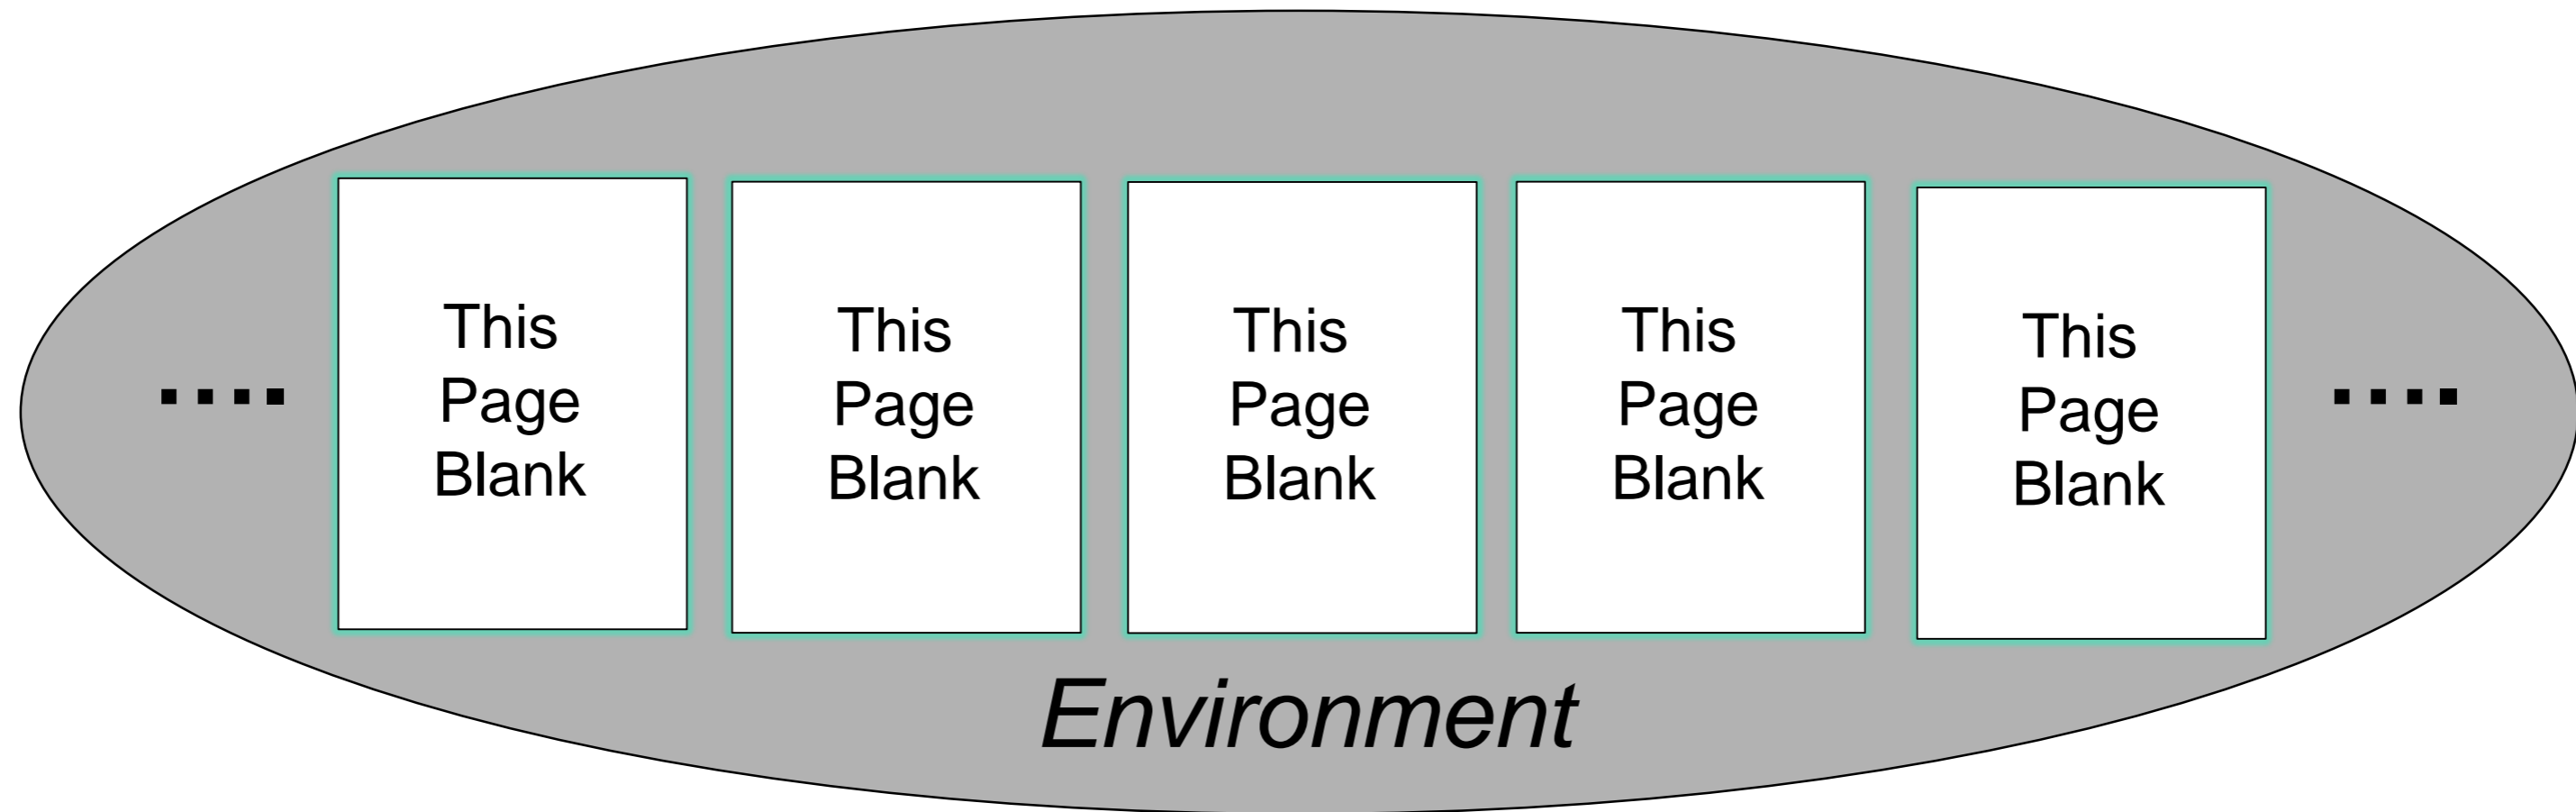 This
Page
Blank
This
Page
Blank
This
Page
Blank
This
Page
Blank
This
Page
Blank
....
....
Environment